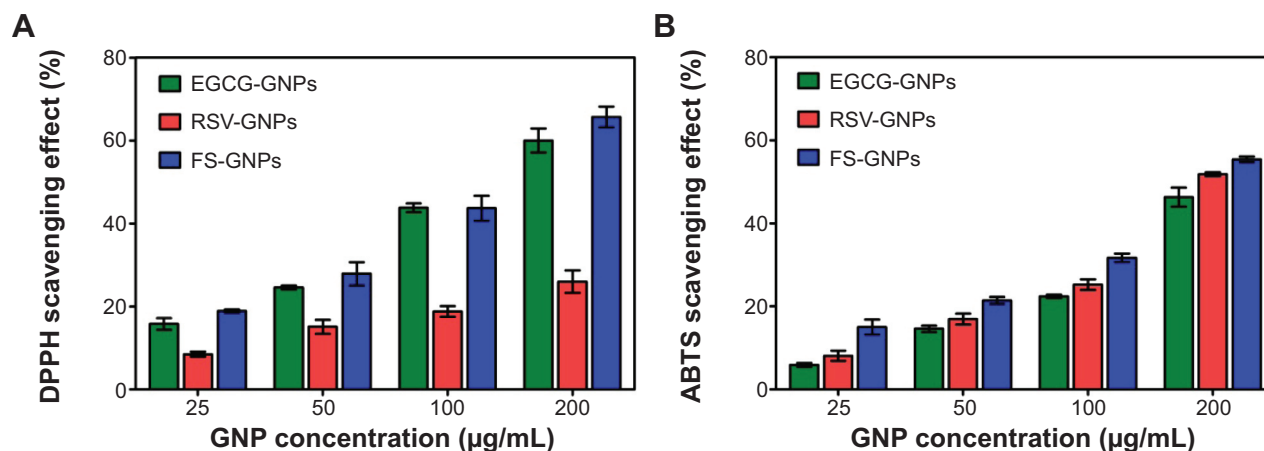 A
DPPH scavenging effect (%)
80
60
40
20
0
EGCG-GNPs
RSV-GNPs
FS-GNPs
25 50 100 200
GNP concentration (μg/mL)
B
ABTS scavenging effect (%)
80
60
40
20
0
EGCG-GNPs
RSV-GNPs
FS-GNPs
25 50 100 200
GNP concentration (μg/mL)